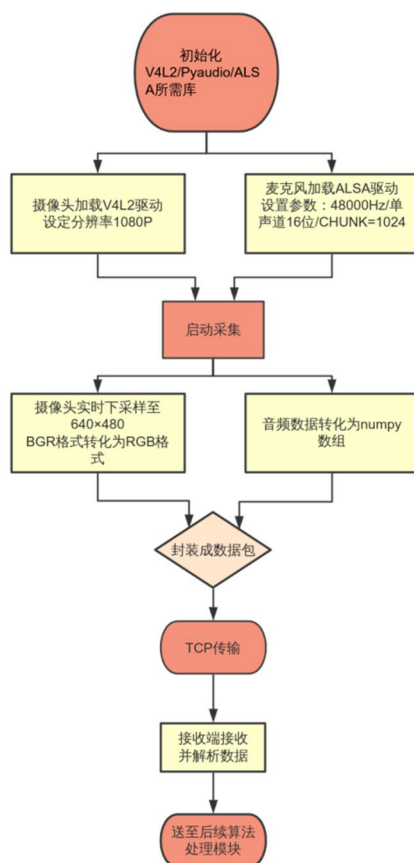 初始化
V4L2/Pyaudio/ALS
A所需库
摄像头加载V4L2驱动
设定分辨率1080P
麦克风加载ALSA驱动
设置参数：48000Hz/单
声道16位/CHUNK=1024
启动采集
摄像头实时下采样至
640×480
BGR格式转化为RGB格
式
音频数据转化为numpy
数组
封装成数据包
TCP传输
接收端接收
并解析数据
送至后续算法
处理模块